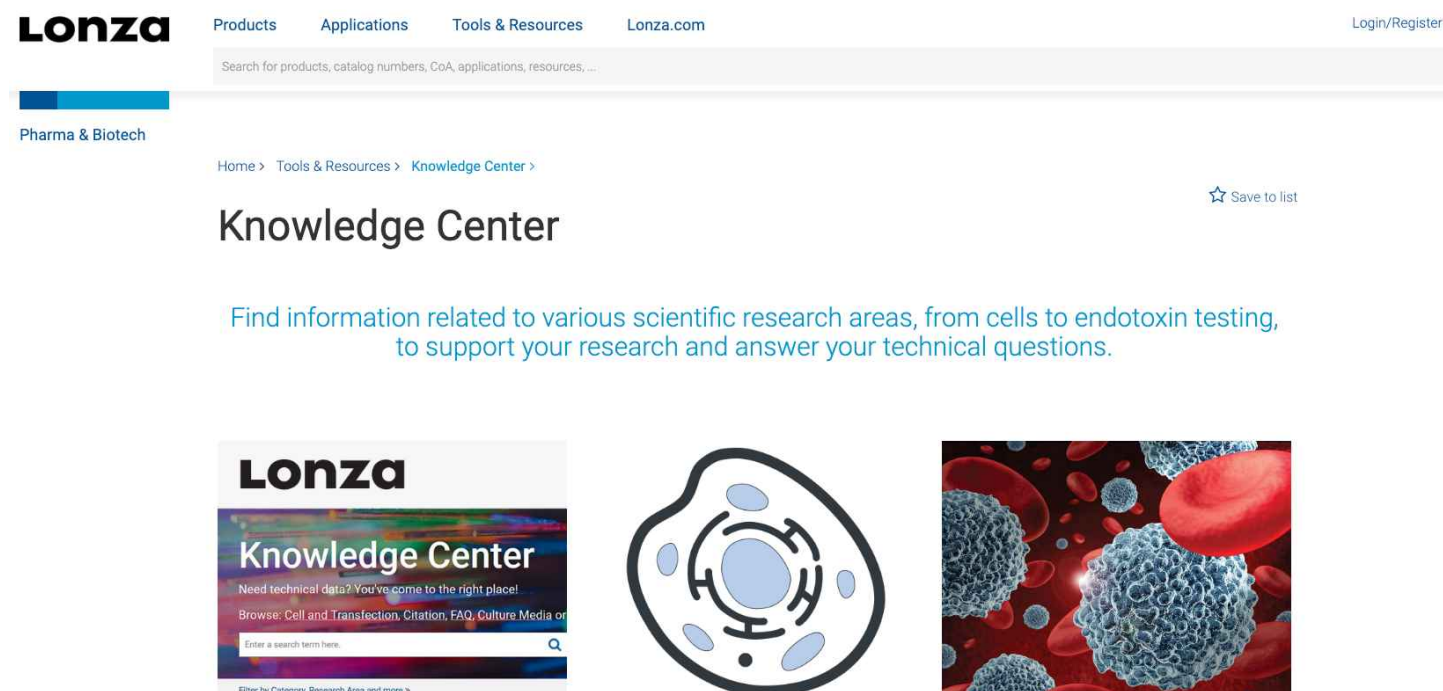 Lonza
Products Applications Tools & Resources Lonza.com
Login/Register
Search for products, catalog numbers, CoA, applications, resources, ...
Pharma & Biotech
Home > Tools & Resources > Knowledge Center >
Save to list
Knowledge Center
Find information related to various scientific research areas, from cells to endotoxin testing,
to support your research and answer your technical questions.
Lonza
Knowledge Center
Need technical data? You've come to the right place!
Browse: Cell and Transfection, Citation, FAQ, Culture Media or
Enter a search term here.
Filter by Category, Research Area and more >